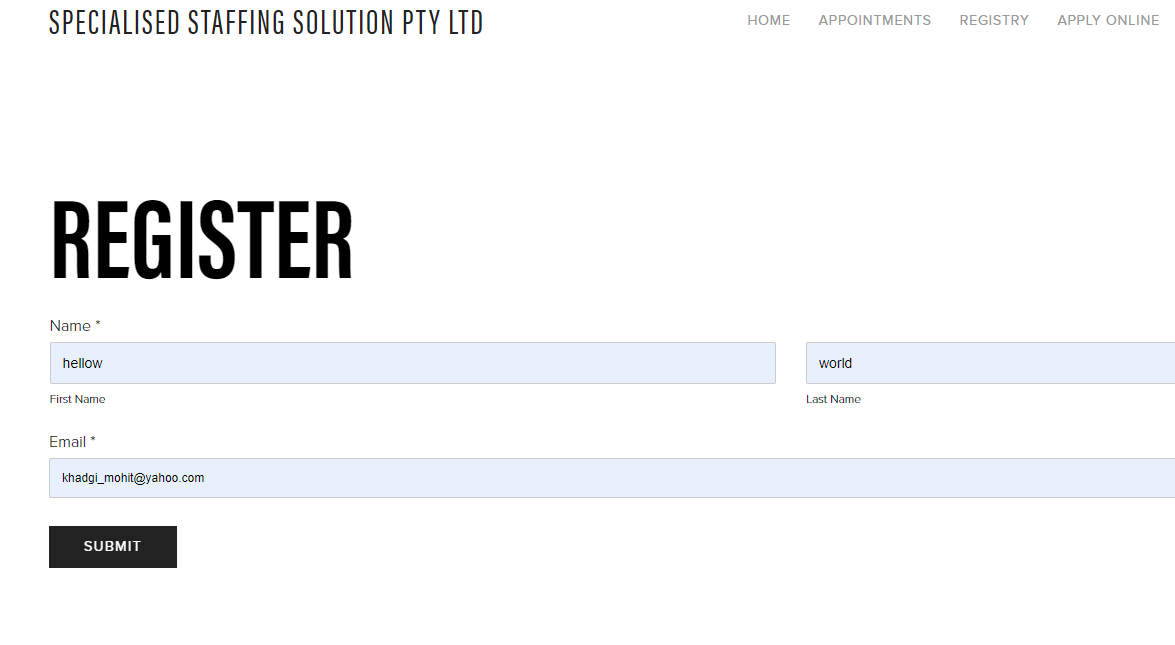 SPECIALISED STAFFING SOLUTION PTY LTD
HOME APPOINTMENTS REGISTRY APPLY ONLINE
REGISTER
Name *
hellow world
First Name Last Name
Email *
khadgi_mohit@yahoo.com
SUBMIT